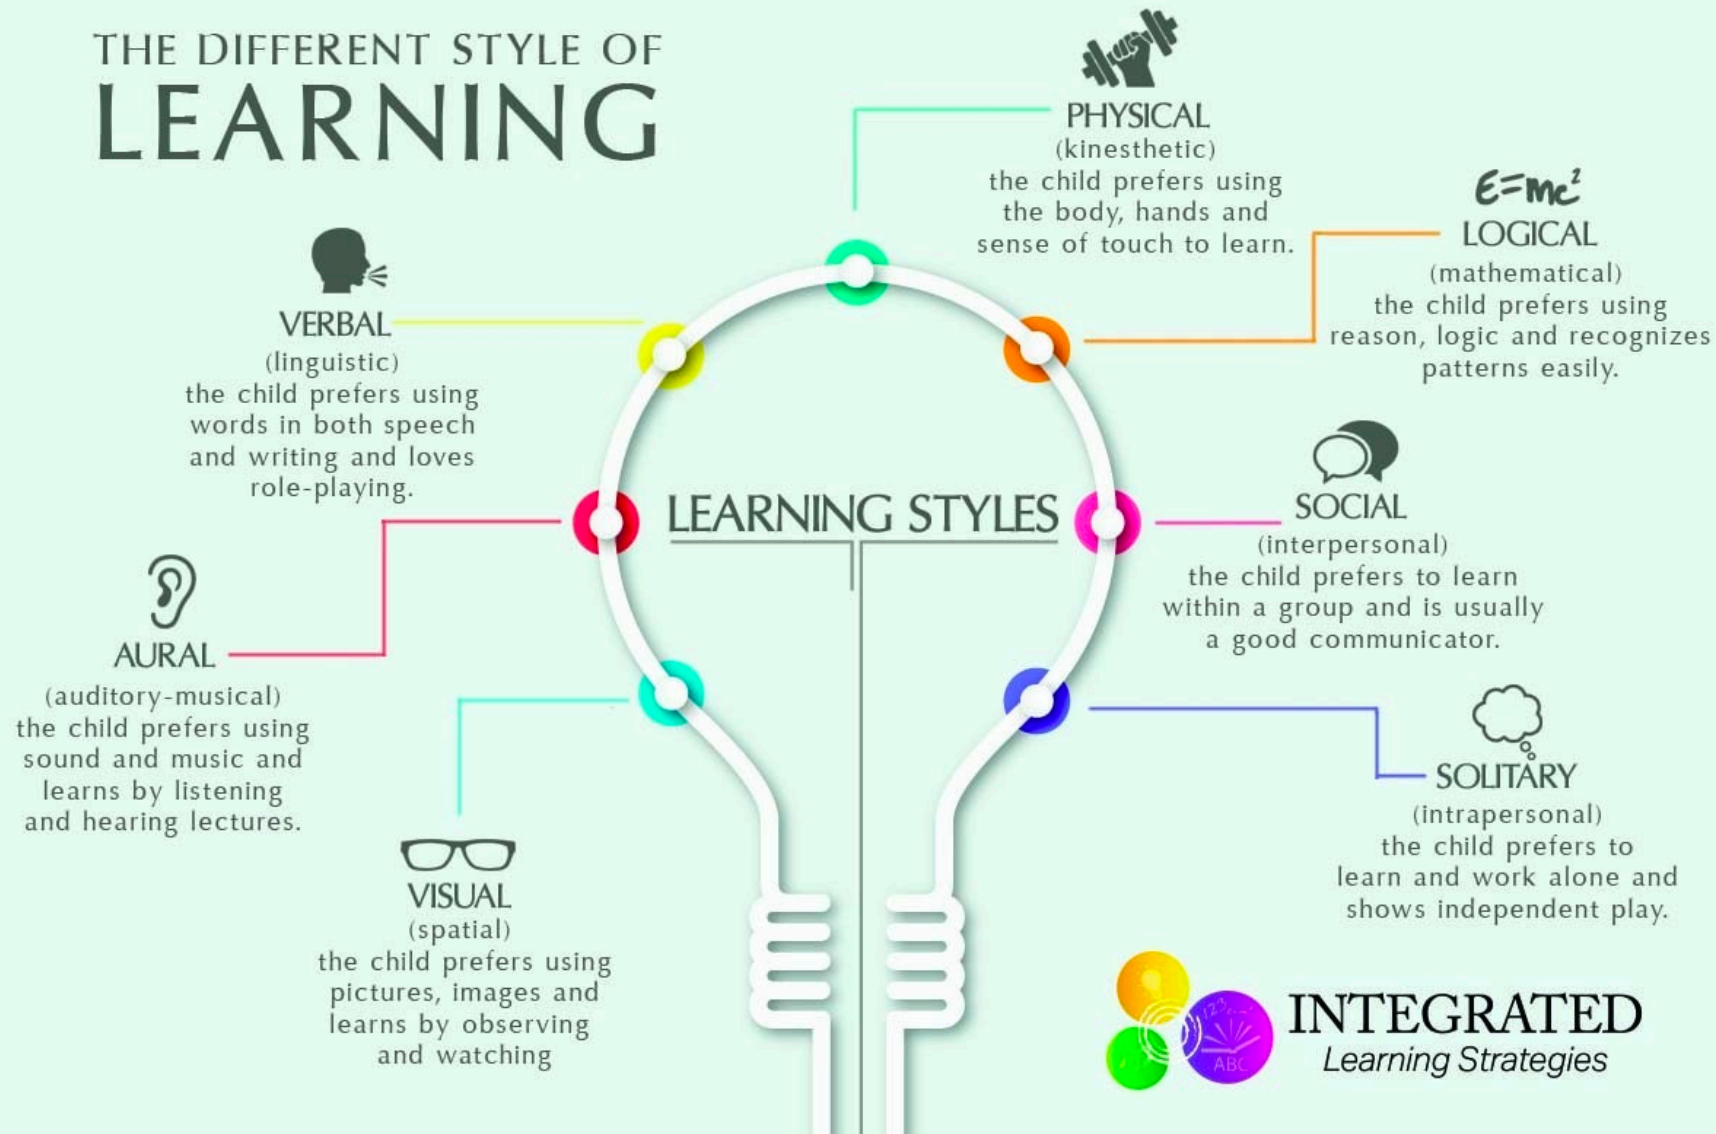 THE DIFFERENT STYLE OF
LEARNING
PHYSICAL
(kinesthetic)
the child prefers using
the body, hands and
sense of touch to learn.
E=mc²
LOGICAL
(mathematical)
the child prefers using
reason, logic and recognizes
patterns easily.
VERBAL
(linguistic)
the child prefers using
words in both speech
and writing and loves
role-playing.
LEARNING STYLES
SOCIAL
(interpersonal)
the child prefers to learn
within a group and is usually
a good communicator.
AURAL
(auditory-musical)
the child prefers using
sound and music and
learns by listening
and hearing lectures.
SOLITARY
(intrapersonal)
the child prefers to
learn and work alone and
shows independent play.
VISUAL
(spatial)
the child prefers using
pictures, images and
learns by observing
and watching
123
ABC
INTEGRATED
Learning Strategies